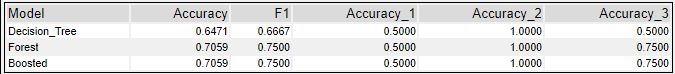 Model Accuracy F1 Accuracy_1 Accuracy_2 Accuracy_3
Decision_Tree 0.6471 0.6667 0.5000 1.0000 0.5000
Forest 0.7059 0.7500 0.5000 1.0000 0.7500
Boosted 0.7059 0.7500 0.5000 1.0000 0.7500